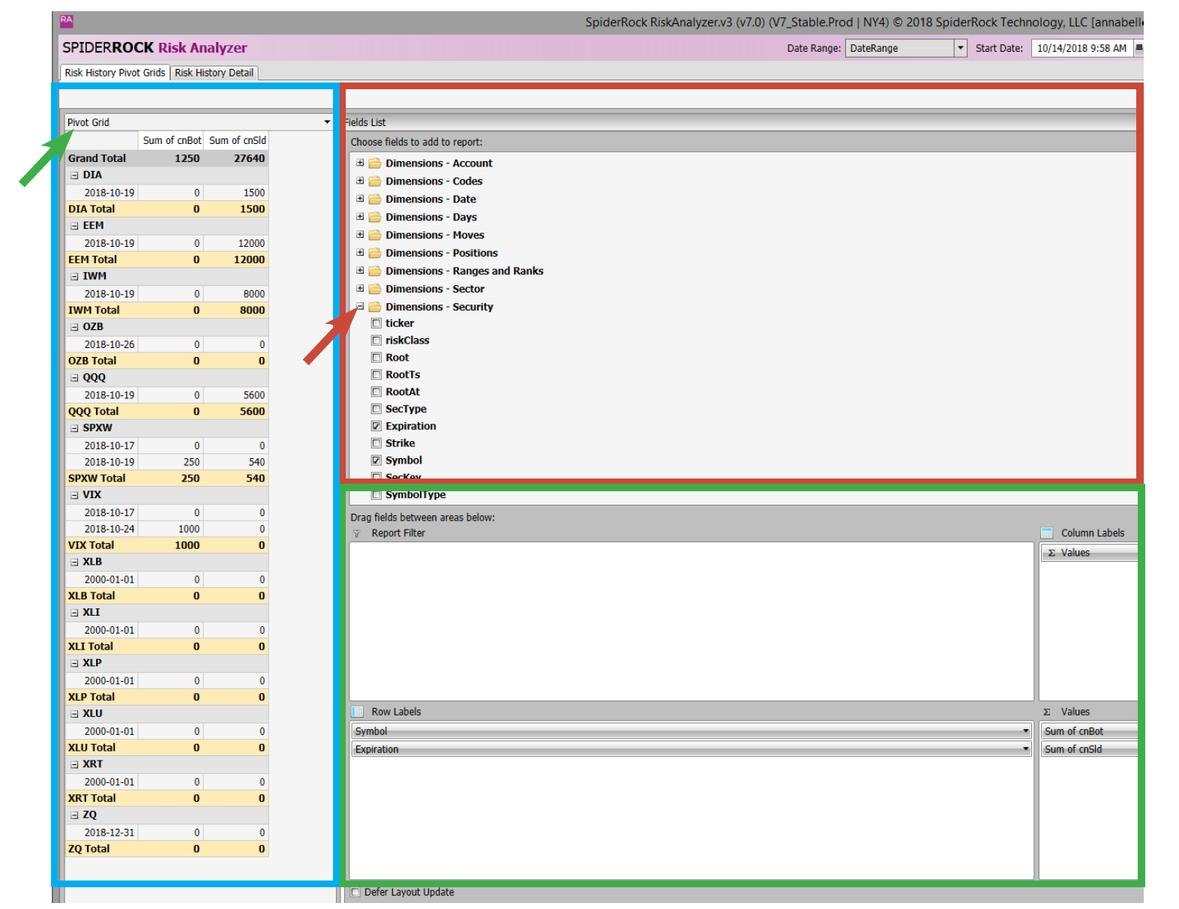 RA
SpiderRock RiskAnalyzer.v3 (v7.0) (V7_Stable.Prod | NY4) © 2018 SpiderRock Technology, LLC
SPIDERROCK Risk Analyzer
Date Range: DateRange Start Date: 10/14/2018 9:58 AM
Risk History Pivot Grids Risk History Detail
Pivot Grid
Sum of cnBot Sum of cnSld
Grand Total 1250 27640
DIA
2018-10-19 0 1500
DIA Total 0 1500
EEM
2018-10-19 0 12000
EEM Total 0 12000
IWM
2018-10-19 0 8000
IWM Total 0 8000
OZB
2018-10-26 0 0
OZB Total 0 0
QQQ
2018-10-19 0 5600
QQQ Total 0 5600
SPXW
2018-10-17 0 0
2018-10-19 250 540
SPXW Total 250 540
VIX
2018-10-17 0 0
2018-10-24 1000 0
VIX Total 1000 0
XLB
2000-01-01 0 0
XLB Total 0 0
XLI
2000-01-01 0 0
XLI Total 0 0
XLP
2000-01-01 0 0
XLP Total 0 0
XLU
2000-01-01 0 0
XLU Total 0 0
XRT
2000-01-01 0 0
XRT Total 0 0
ZQ
2018-12-31 0 0
ZQ Total 0 0
Fields List
Choose fields to add to report:
Dimensions - Account
Dimensions - Codes
Dimensions - Date
Dimensions - Days
Dimensions - Moves
Dimensions - Positions
Dimensions - Ranges and Ranks
Dimensions - Sector
Dimensions - Security
ticker
riskClass
Root
RootTs
RootAt
SecType
Expiration
Strike
Symbol
SecKey
SymbolType
Drag fields between areas below:
Report Filter
Column Labels
Σ Values
Row Labels
Symbol
Expiration
Σ Values
Sum of cnBot
Sum of cnSld
Defer Layout Update